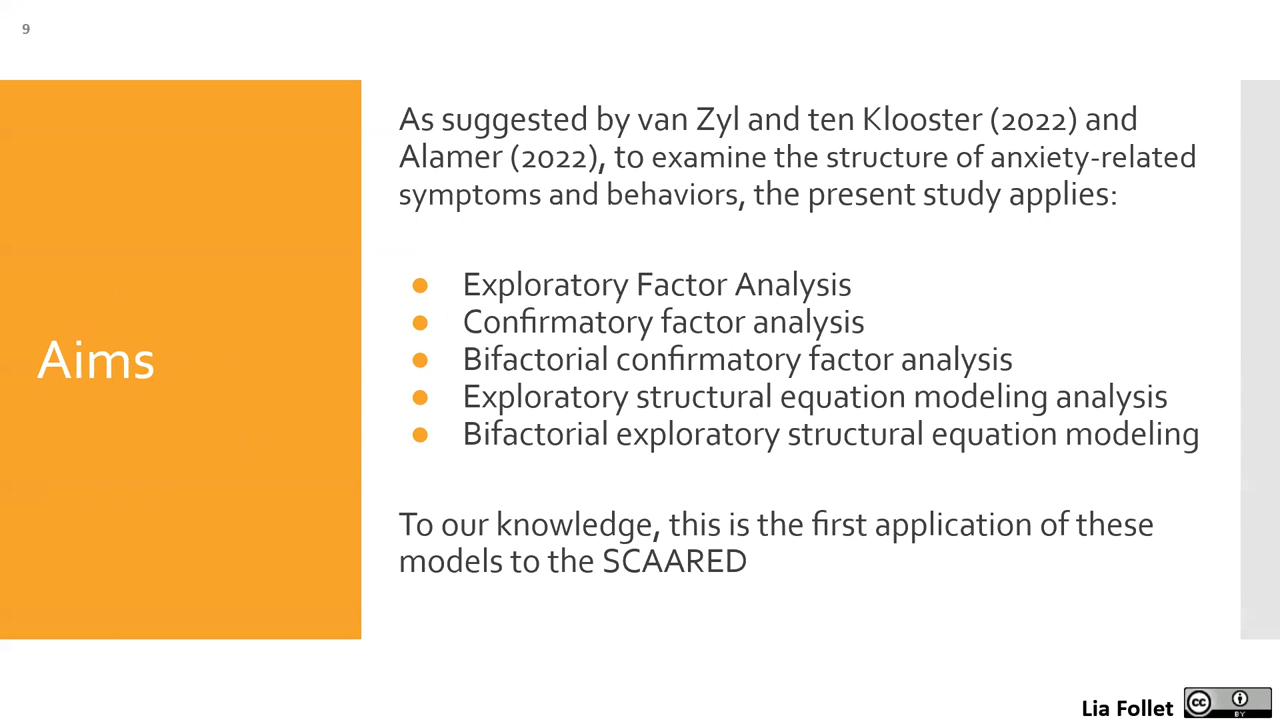 9
As suggested by van Zyl and ten Klooster (2022) and
Alamer (2022), to examine the structure of anxiety-related
symptoms and behaviors, the present study applies:
● Exploratory Factor Analysis
● Confirmatory factor analysis
● Bifactorial confirmatory factor analysis
● Exploratory structural equation modeling analysis
● Bifactorial exploratory structural equation modeling
Aims
To our knowledge, this is the first application of these
models to the SCAARED
Lia Follet
cc
BY